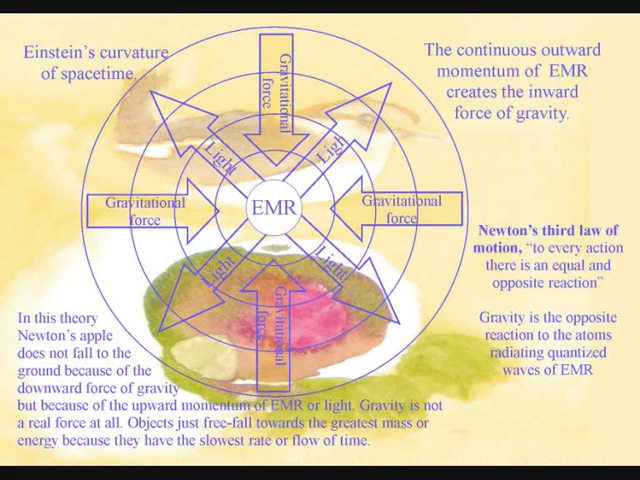 Einstein's curvature
of spacetime.
The continuous outward
momentum of EMR
creates the inward
force of gravity.
Gravitational
force
Light
Ligh
Gravitational
force
EMR
Gravitational
force
Newton's third law of
motion, "to every action
there is an equal and
opposite reaction"
Light
Light
Gravitational
force
Gravity is the opposite
reaction to the atoms
radiating quantized
waves of EMR
In this theory
Newton's apple
does not fall to the
ground because of the
downward force of gravity
but because of the upward momentum of EMR or light. Gravity is not
a real force at all. Objects just free-fall towards the greatest mass or
energy because they have the slowest rate or flow of time.